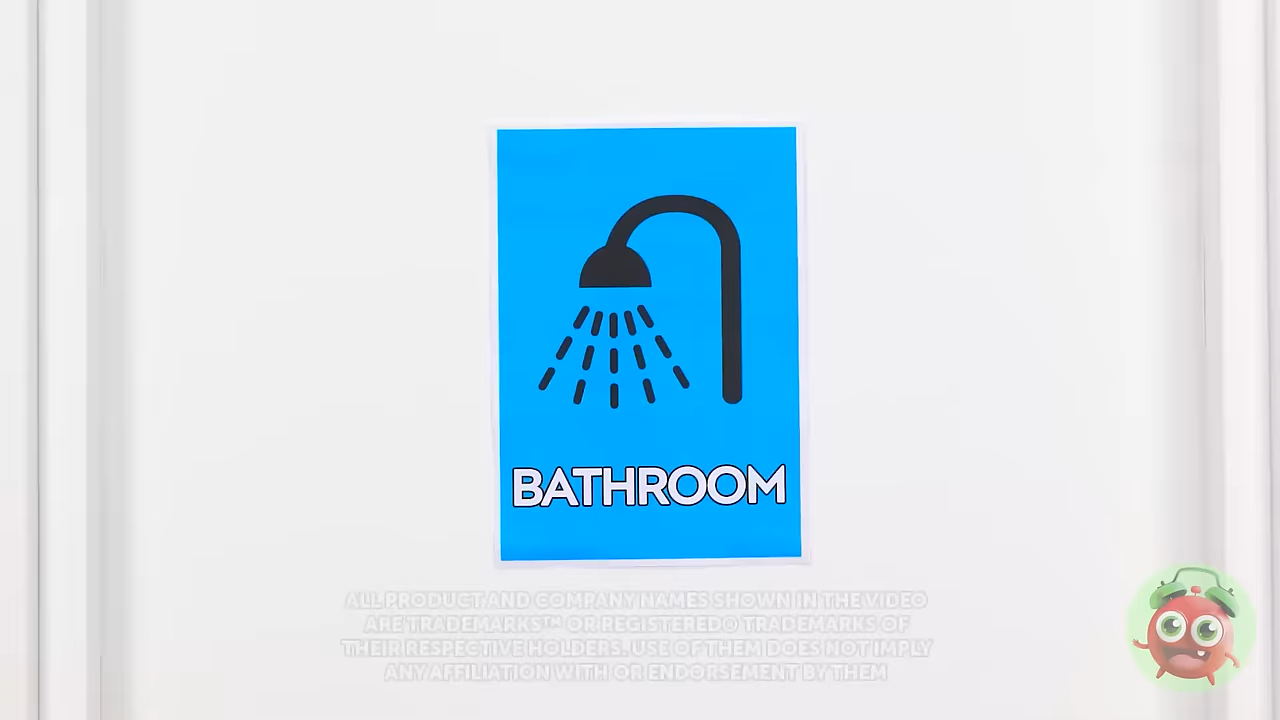 BATHROOM
ALL PRODUCT AND COMPANY NAMES SHOWN IN THE VIDEO
ARE TRADEMARKS™ OR REGISTERED® TRADEMARKS OF
THEIR RESPECTIVE HOLDERS. USE OF THEM DOES NOT IMPLY
ANY AFFILIATION WITH OR ENDORSEMENT BY THEM